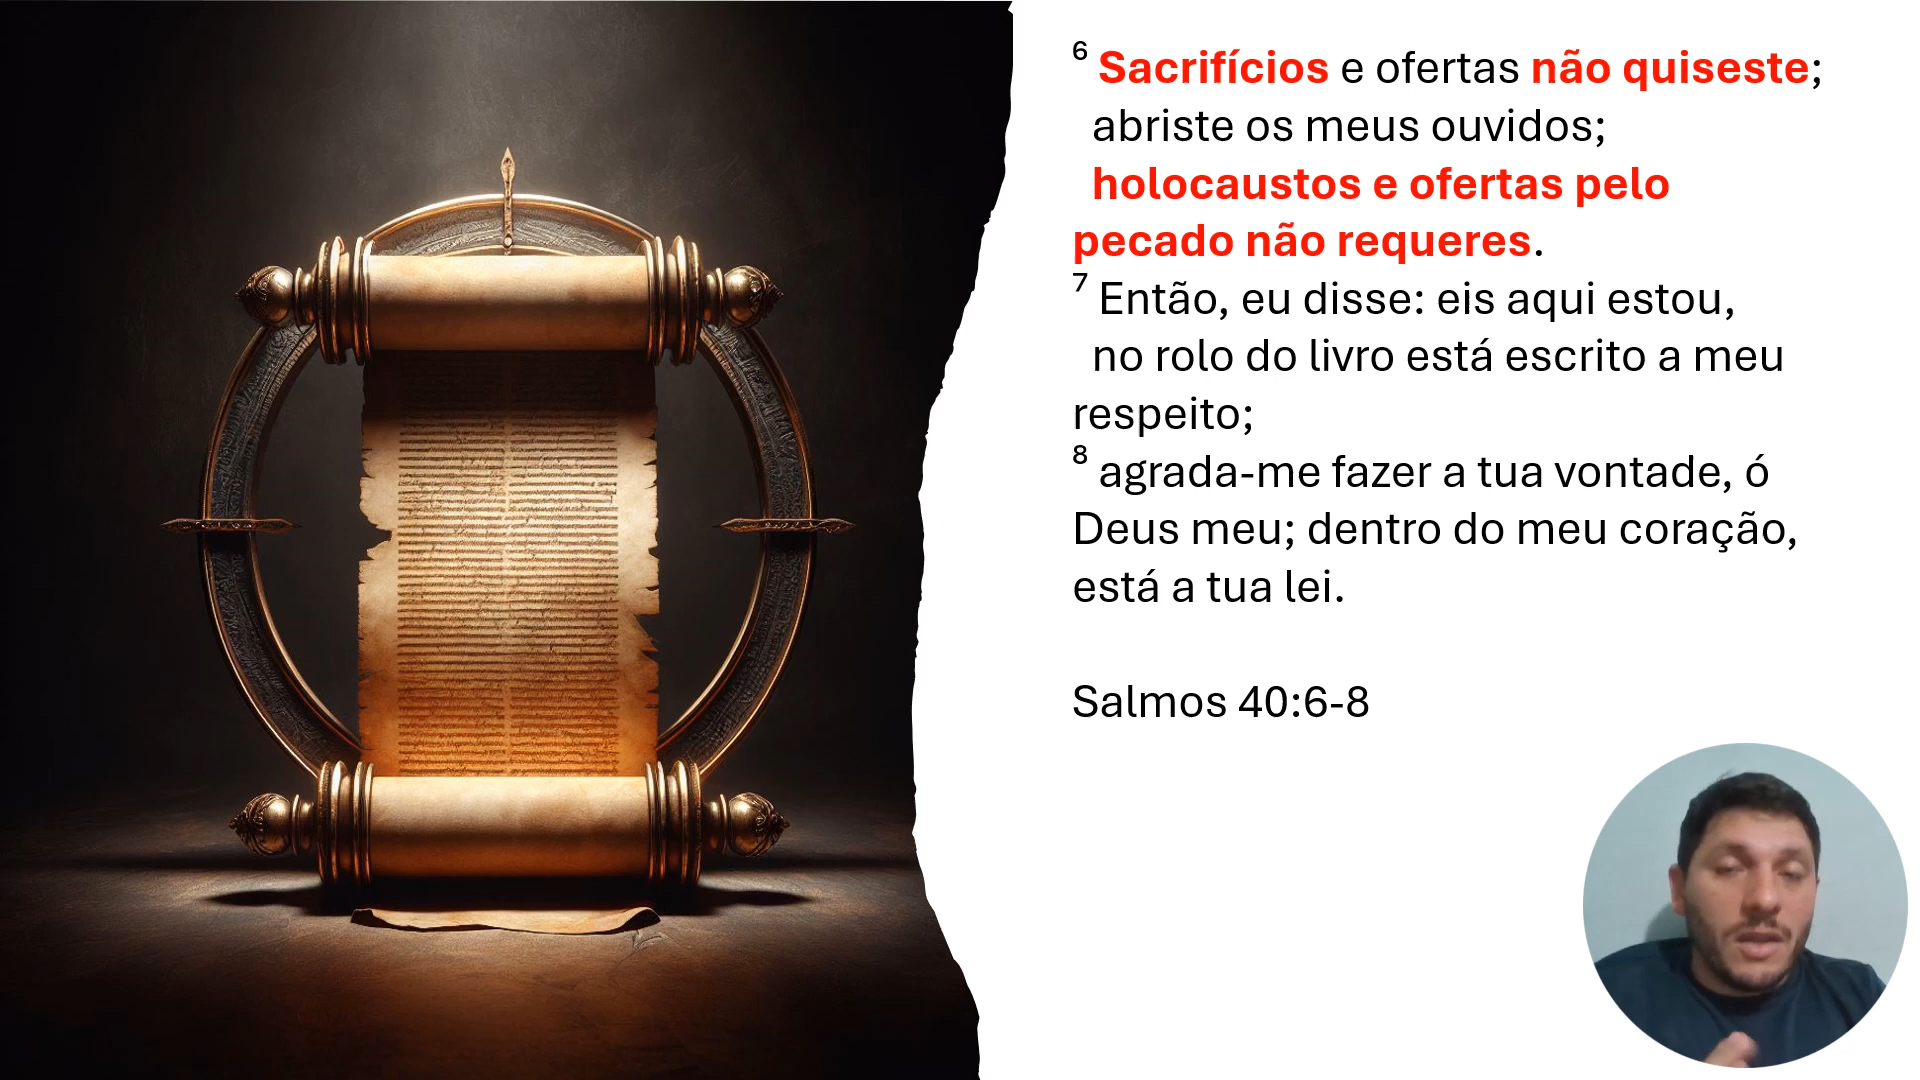 6 Sacrifícios e ofertas não quiseste;
abriste os meus ouvidos;
holocaustos e ofertas pelo
pecado não requeres.
7 Então, eu disse: eis aqui estou,
no rolo do livro está escrito a meu
respeito;
8 agrada-me fazer a tua vontade, ó
Deus meu; dentro do meu coração,
está a tua lei.
Salmos 40:6-8